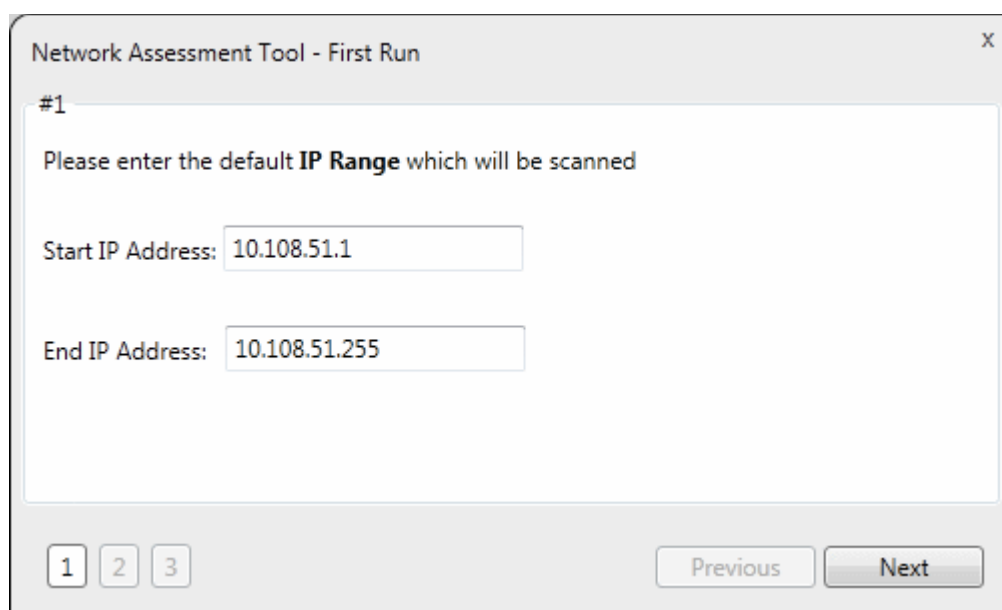 Network Assessment Tool - First Run
x
#1
Please enter the default IP Range which will be scanned
Start IP Address: 10.108.51.1
End IP Address: 10.108.51.255
1 2 3 Previous Next